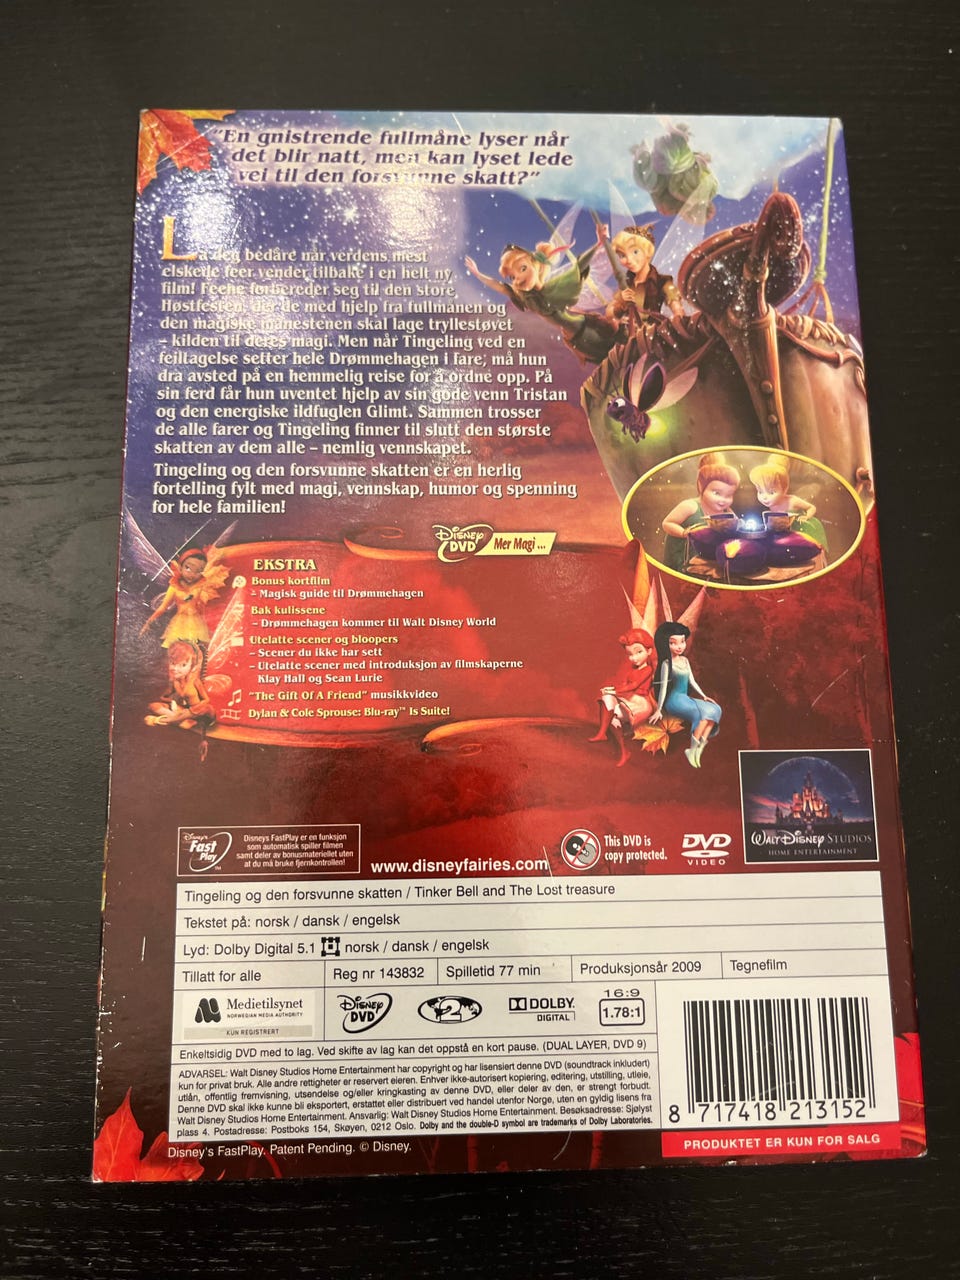 "En gnistrende fullmåne lyser når
det blir natt, men kan lyset lede
vei til den forsvunne skatt?"
La deg bedåre når verdens mest
elskede feer vender tilbake i en helt ny
film! Feene forbereder seg til den Store
Høstfesten, der de med hjelp fra fullmånen og
den magiske månestenen skal lage tryllestøvet
– kilden til deres magi. Men når Tingeling ved en
feiltagelse setter hele Drømmehagen i fare, må hun
dra avsted på en hemmelig reise for å ordne opp. På
sin ferd får hun uventet hjelp av sin gode venn Tristan
og den energiske ildfuglen Glimt. Sammen trosser
de alle farer og Tingeling finner til slutt den største
skatten av dem alle – nemlig vennskapet.
Tingeling og den forsvunne skatten er en herlig
fortelling fylt med magi, vennskap, humor og spenning
for hele familien!
Disney DVD Mer Magi ...
EKSTRA
Bonus kortfilm
– Magisk guide til Drømmehagen
Bak kulissene
– Drømmehagen kommer til Walt Disney World
Utelatte scener og bloopers
– Scener du ikke har sett
– Utelatte scener med introduksjon av filmskaperne
Klay Hall og Sean Lurie
"The Gift Of A Friend" musikkvideo
Dylan & Cole Sprouse: Blu-ray™ Is Suite!
Disney's Fast Play ™
Disneys FastPlay er en funksjon
som automatisk spiller filmen
samt deler av bonusmateriellet uten
at du må bruke fjernkontrollen!
www.disneyfairies.com
This DVD is
copy protected.
DVD VIDEO
Walt Disney Studios
HOME ENTERTAINMENT
Tingeling og den forsvunne skatten / Tinker Bell and The Lost treasure
Tekstet på: norsk / dansk / engelsk
Lyd: Dolby Digital 5.1 norsk / dansk / engelsk
Tillatt for alle Reg nr 143832 Spilletid 77 min Produksjonsår 2009 Tegnefilm
Medietilsynet
NORWEGIAN MEDIA AUTHORITY
KUN REGISTRERT
Disney DVD
2
DOLBY
DIGITAL
16:9
1.78:1
Enkeltsidig DVD med to lag. Ved skifte av lag kan det oppstå en kort pause. (DUAL LAYER, DVD 9)
ADVARSEL: Walt Disney Studios Home Entertainment har copyright og har lisensiert denne DVD (soundtrack inkludert)
kun for privat bruk. Alle andre rettigheter er reservert eieren. Enhver ikke-autorisert kopiering, editering, utstilling, utleie,
utlån, offentlig fremvisning, utsendelse og/eller kringkasting av denne DVD, eller deler av den, er strengt forbudt.
Denne DVD skal ikke kunne bli eksportert, erstattet eller distribuert ved handel utenfor Norge, uten en gyldig lisens fra
Walt Disney Studios Home Entertainment. Ansvarlig: Walt Disney Studios Home Entertainment. Besøksadresse: Sjølyst
plass 4. Postadresse: Postboks 154, Skøyen, 0212 Oslo. Dolby and the double-D symbol are trademarks of Dolby Laboratories.
8 717418 213152
PRODUKTET ER KUN FOR SALG
Disney's FastPlay. Patent Pending. © Disney.